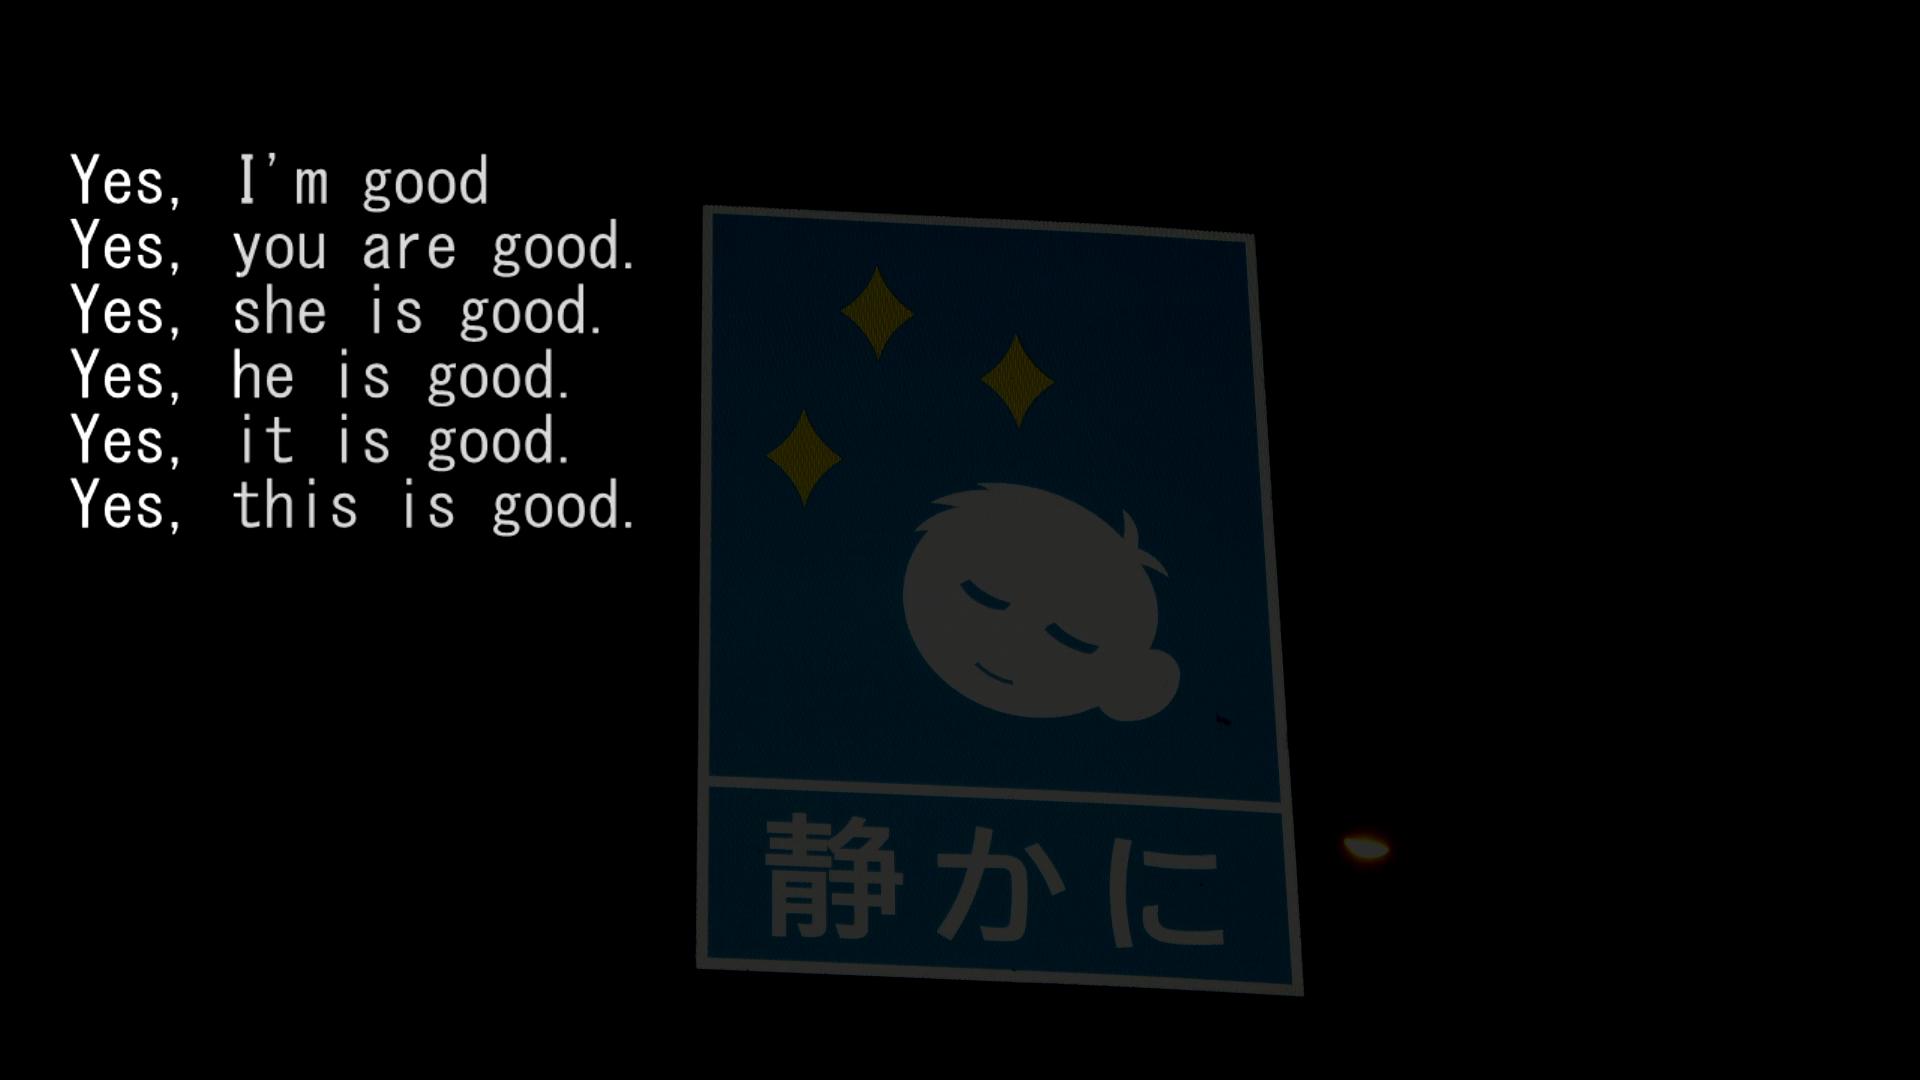 Yes, I'm good
Yes, you are good.
Yes, she is good.
Yes, he is good.
Yes, it is good.
Yes, this is good.
静かに